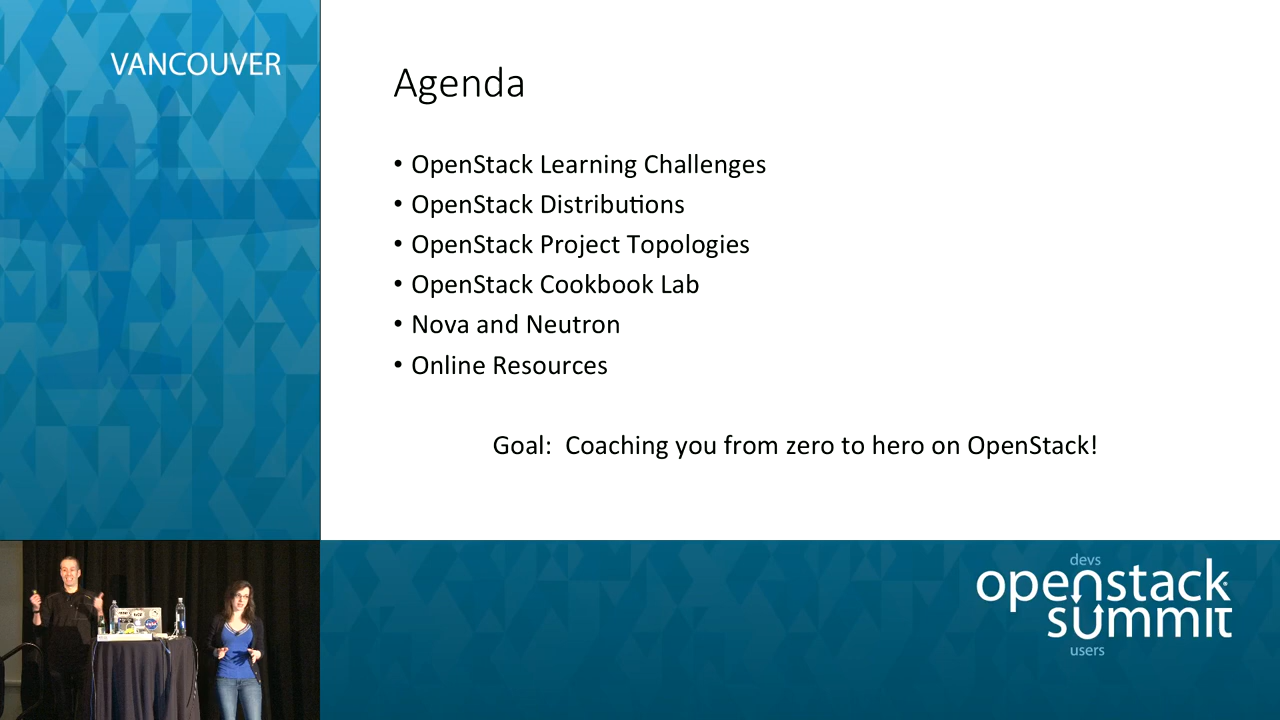 VANCOUVER
Agenda
• OpenStack Learning Challenges
• OpenStack Distributions
• OpenStack Project Topologies
• OpenStack Cookbook Lab
• Nova and Neutron
• Online Resources
Goal: Coaching you from zero to hero on OpenStack!
devs
openstack
summit
users